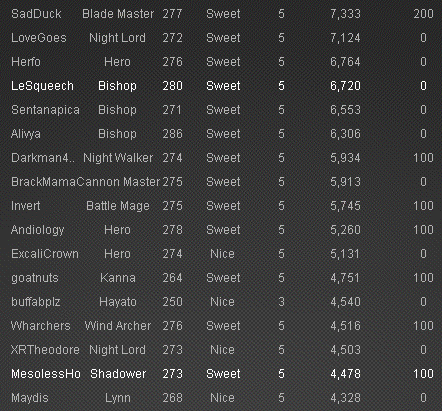 SadDuck Blade Master 277 Sweet 5 7,333 200
LoveGoes Night Lord 272 Sweet 5 7,124 0
Herfo Hero 276 Sweet 5 6,764 0
LeSqueech Bishop 280 Sweet 5 6,720 0
Sentanapica Bishop 271 Sweet 5 6,553 0
Alivya Bishop 286 Sweet 5 6,306 0
Darkman4.. Night Walker 274 Sweet 5 5,934 100
BrackMama Cannon Master 275 Sweet 5 5,913 0
Invert Battle Mage 275 Sweet 5 5,745 100
Andiology Hero 278 Sweet 5 5,260 100
ExcaliCrown Hero 274 Nice 5 5,131 0
goatnuts Kanna 264 Sweet 5 4,751 100
buffabplz Hayato 250 Nice 3 4,540 0
Wharchers Wind Archer 276 Sweet 5 4,516 100
XRTheodore Night Lord 273 Nice 5 4,503 0
MesolessHo Shadower 273 Sweet 5 4,478 100
Maydis Lynn 268 Nice 5 4,328 0